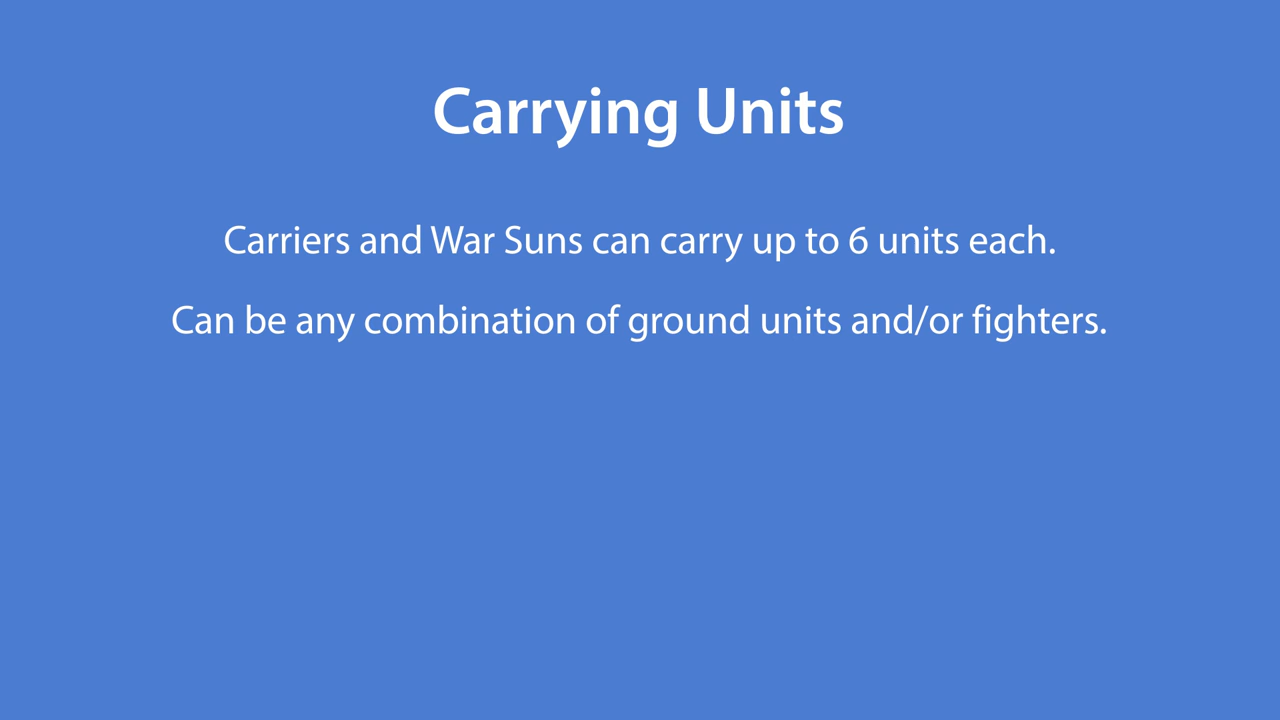 Carrying Units
Carriers and War Suns can carry up to 6 units each.
Can be any combination of ground units and/or fighters.